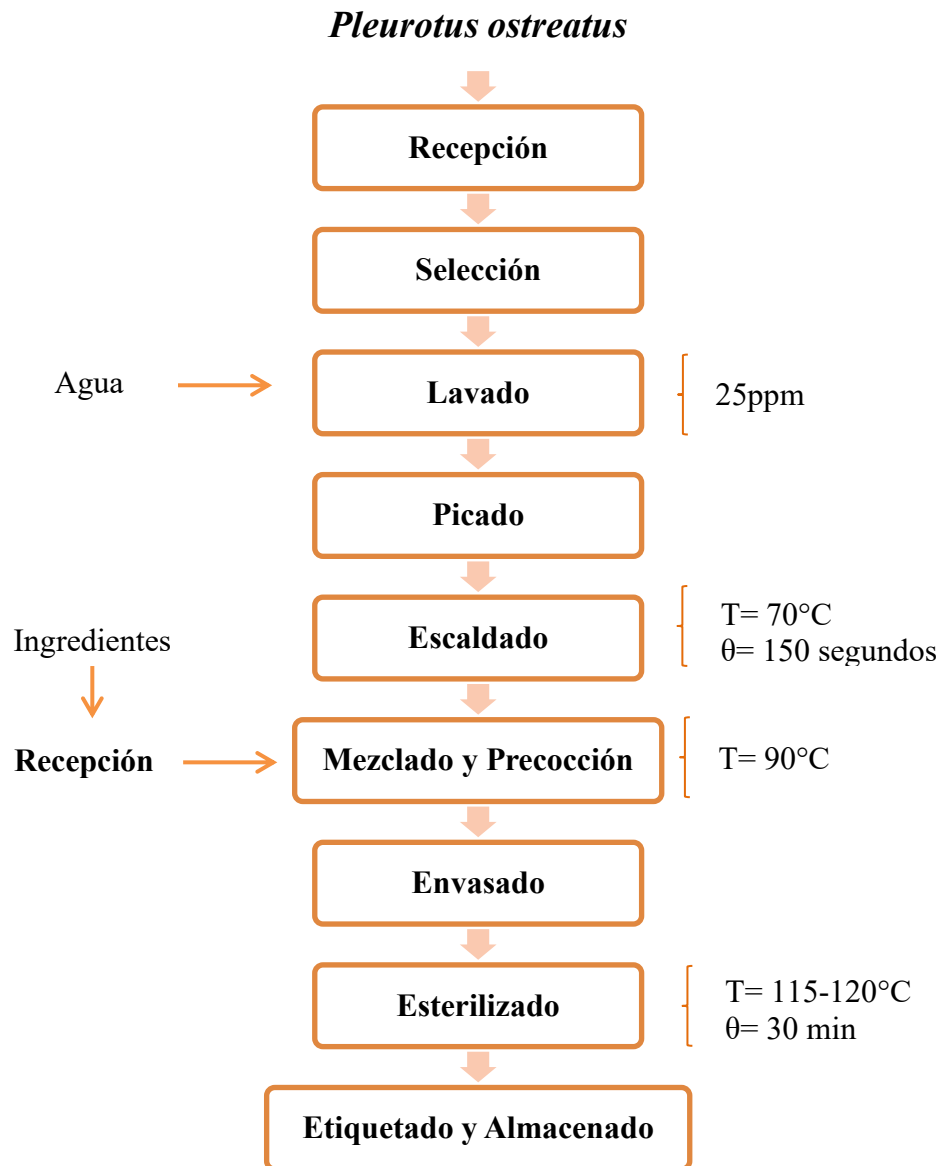 Pleurotus ostreatus
Recepción
Selección
Agua
Lavado
25ppm
Picado
Escaldado
T= 70°C
θ= 150 segundos
Ingredientes
Recepción
Mezclado y Precocción
T= 90°C
Envasado
Esterilizado
T= 115-120°C
θ= 30 min
Etiquetado y Almacenado